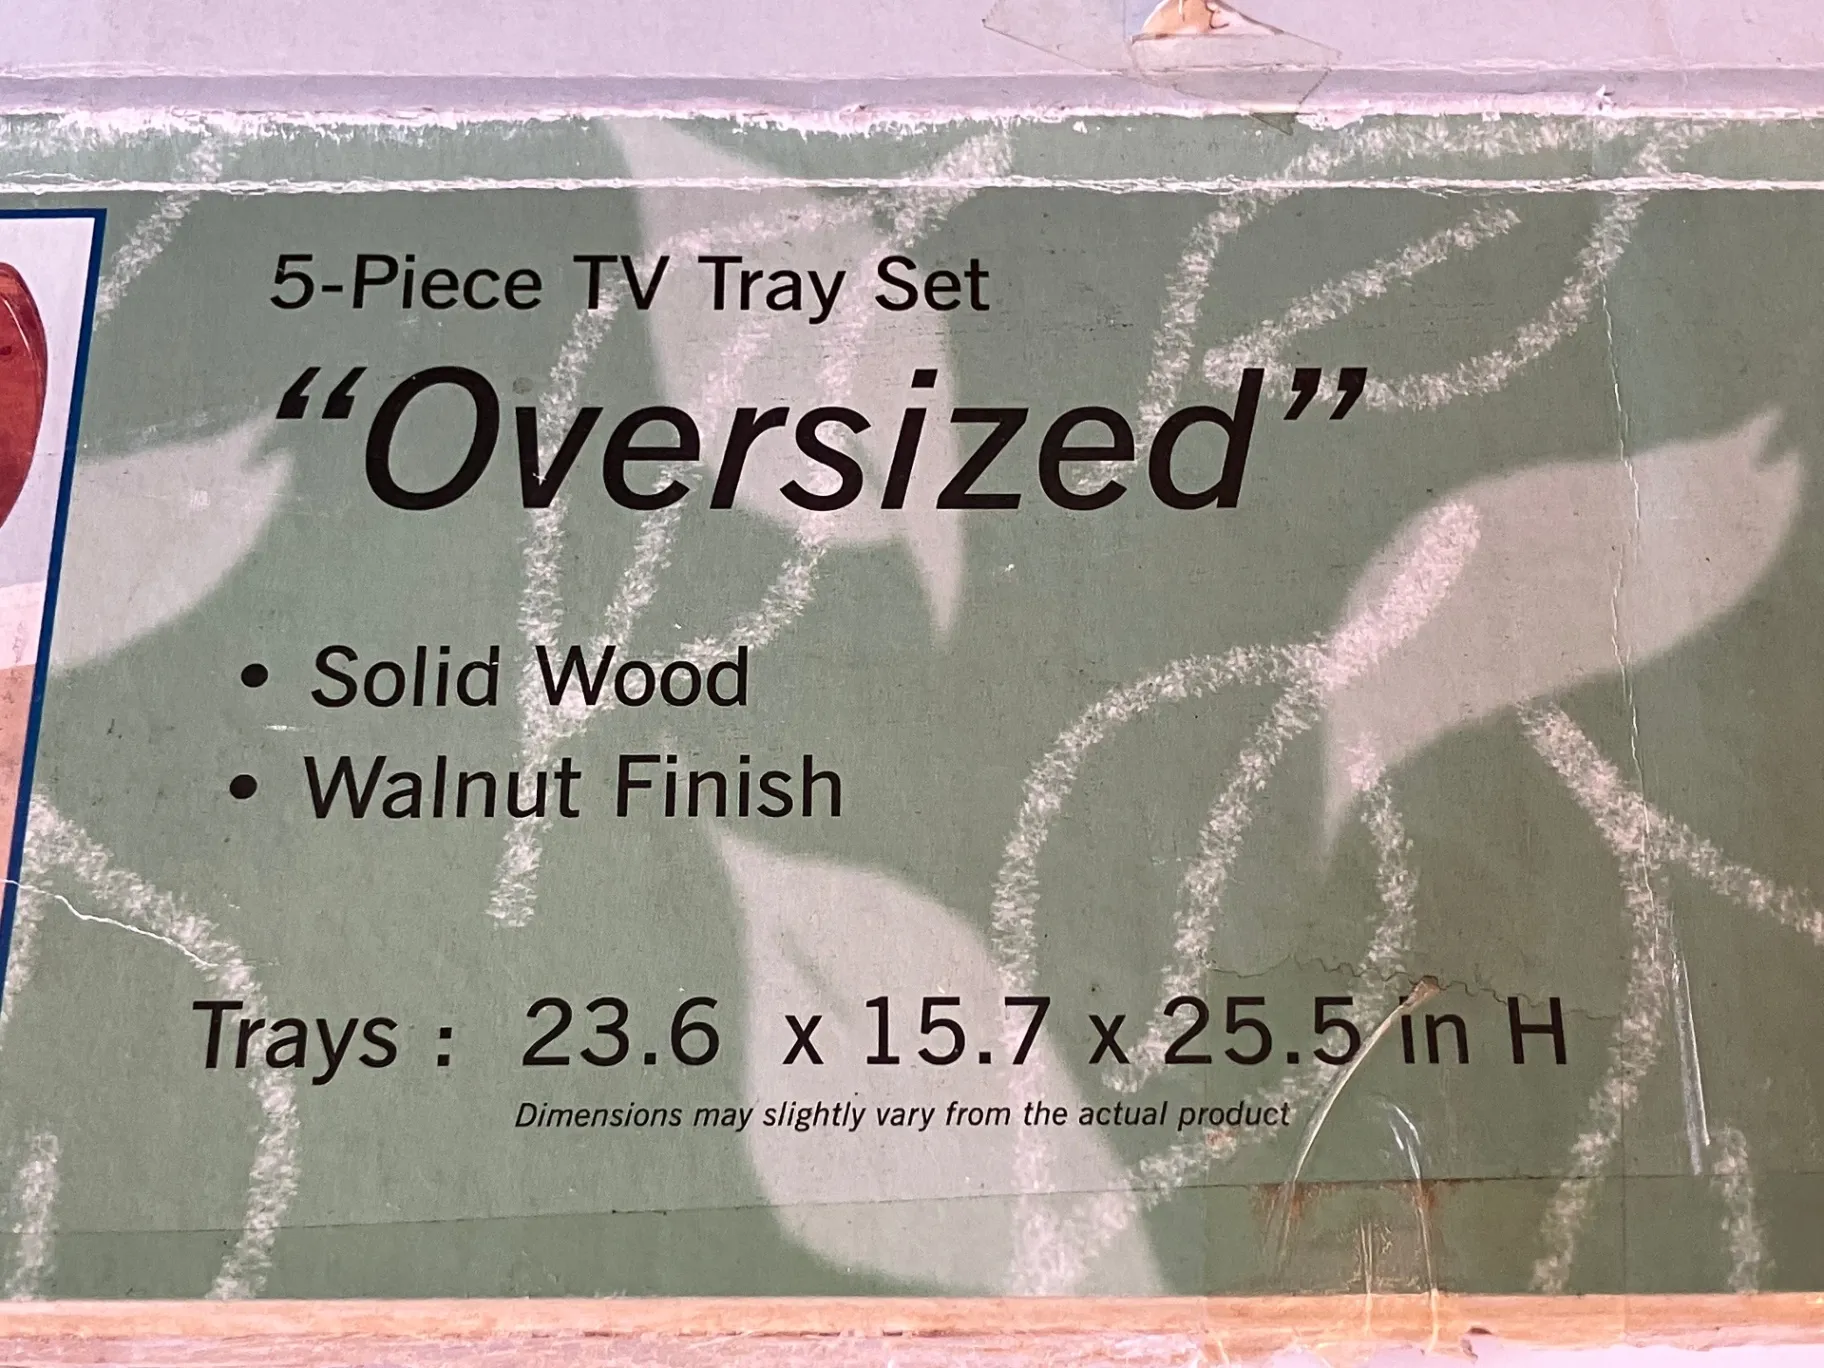 5-Piece TV Tray Set
“Oversized”
• Solid Wood
• Walnut Finish
Trays : 23.6 x 15.7 x 25.5 in H
Dimensions may slightly vary from the actual product